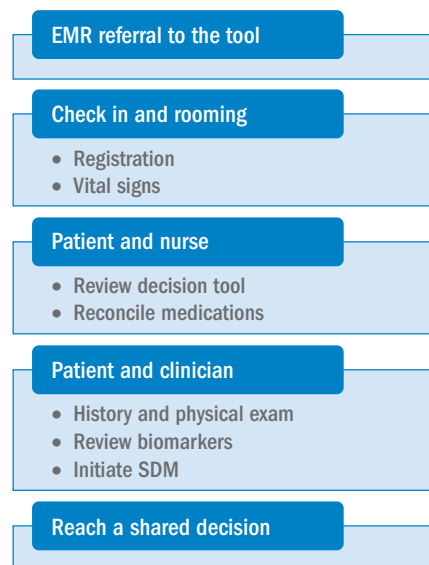 EMR referral to the tool
Check in and rooming
• Registration
• Vital signs
Patient and nurse
• Review decision tool
• Reconcile medications
Patient and clinician
• History and physical exam
• Review biomarkers
• Initiate SDM
Reach a shared decision